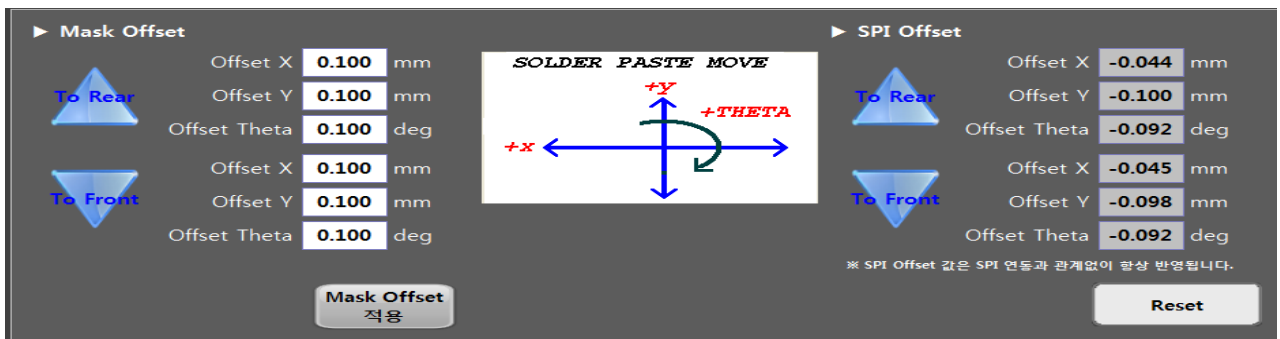 ► Mask Offset
To Rear
Offset X 0.100 mm
Offset Y 0.100 mm
Offset Theta 0.100 deg
To Front
Offset X 0.100 mm
Offset Y 0.100 mm
Offset Theta 0.100 deg
Mask Offset
적용
SOLDER PASTE MOVE
+y
+THETA
+x
► SPI Offset
To Rear
Offset X -0.044 mm
Offset Y -0.100 mm
Offset Theta -0.092 deg
To Front
Offset X -0.045 mm
Offset Y -0.098 mm
Offset Theta -0.092 deg
※ SPI Offset 값은 SPI 연동과 관계없이 항상 반영됩니다.
Reset